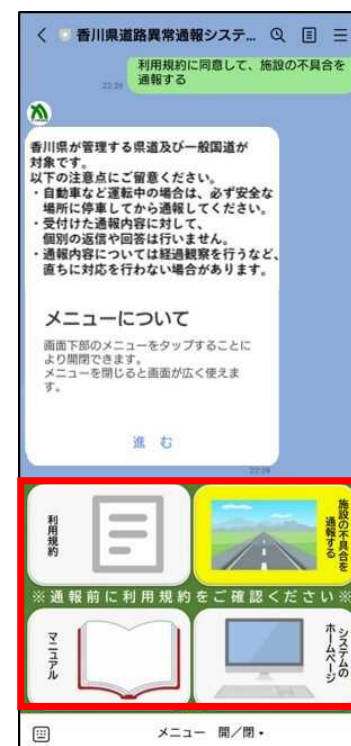 香川県道路異常通報システ...
利用規約に同意して、施設の不具合を
通報する
香川県が管理する県道及び一般国道が
対象です。
以下の注意点にご留意ください。
・自動車など運転中の場合は、必ず安全な
場所に停車してから通報してください。
・受付けた通報内容に対して、
個別の返信や回答は行いません。
・通報内容については経過観察を行うなど、
直ちに対応を行わない場合があります。
メニューについて
画面下部のメニューをタップすることに
より開閉できます。
メニューを閉じると画面が広く使えま
す。
進む
利用規約
施設の不具合を
通報する
※通報前に利用規約をご確認ください※
マニュアル
システムの
ホームページ
メニュー 開/閉